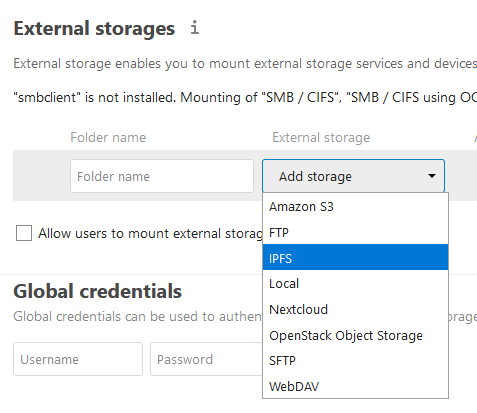 External storages i
External storage enables you to mount external storage services and devices
"smbclient" is not installed. Mounting of "SMB / CIFS", "SMB / CIFS using OC
Folder name External storage
Folder name Add storage
Amazon S3
FTP
IPFS
Local
Nextcloud
OpenStack Object Storage
SFTP
WebDAV
Allow users to mount external storag
Global credentials
Global credentials can be used to authen orage
Username Password